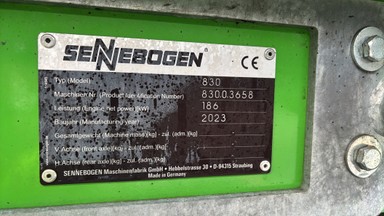 SENNEBOGEN®
CE
Typ (Model) 830
Maschinen Nr. (Product Identification Number) 830.0.3658
Leistung (Engine net power)[kW] 186
Baujahr (Manufacturing year) 2023
Gesamtgewicht (Machine mass)[kg] - zul. (adm.)[kg]
V.Achse (front axle)[kg] - zul. (adm.)[kg]
H.Achse (rear axle)[kg] - zul. (adm.)[kg]
SENNEBOGEN Maschinenfabrik GmbH • Hebbelstrasse 30 • D-94315 Straubing
Made in Germany